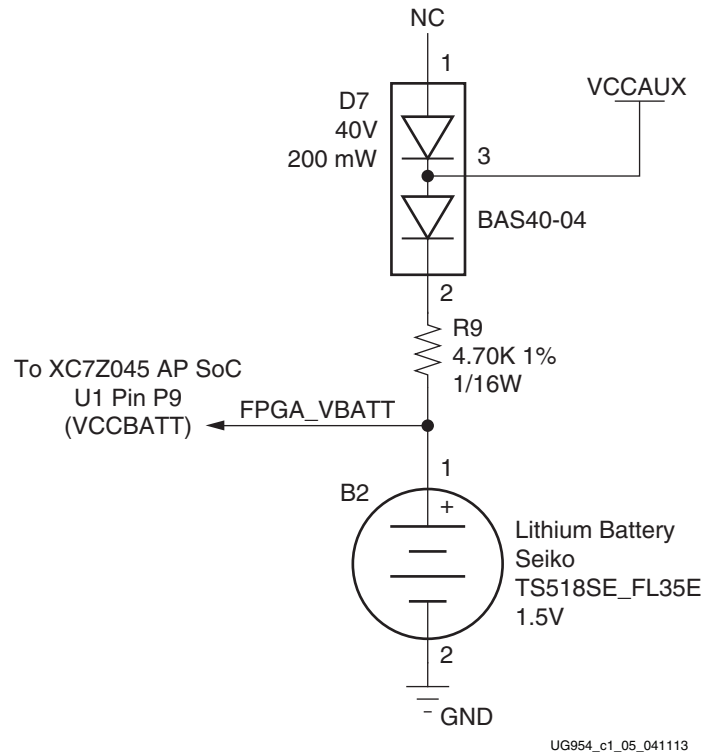 NC
1
D7
40V
200 mW
3
VCCAUX
BAS40-04
2
R9
4.70K 1%
1/16W
To XC7Z045 AP SoC
U1 Pin P9
(VCCBATT)
FPGA_VBATT
1
B2
+
Lithium Battery
Seiko
TS518SE_FL35E
1.5V
2
GND
UG954_c1_05_041113